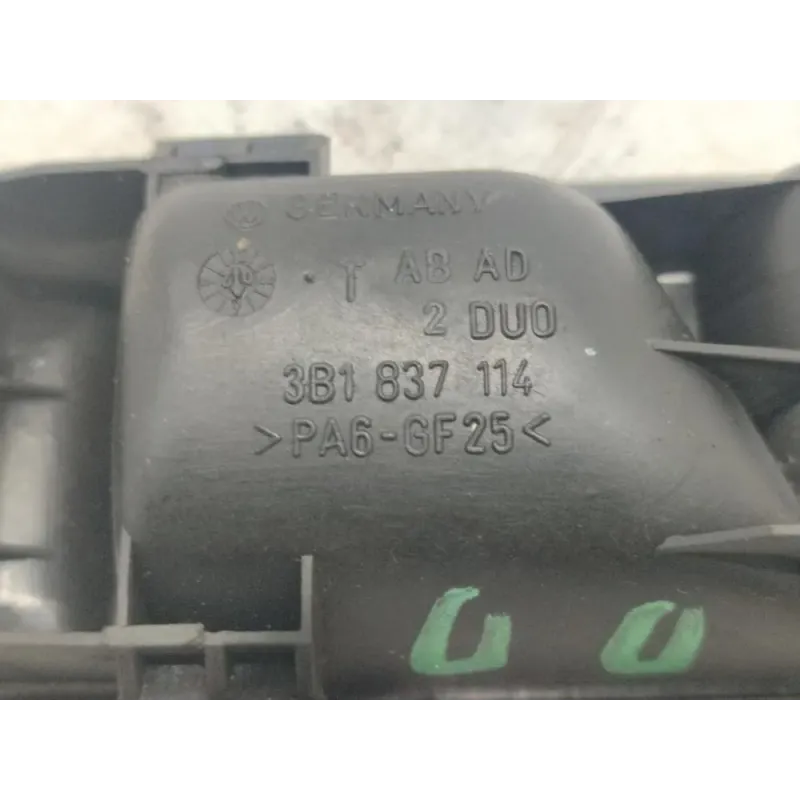 GERMANY
T AB AD
2 DUO
3B1 837 114
>PA6-GF25<